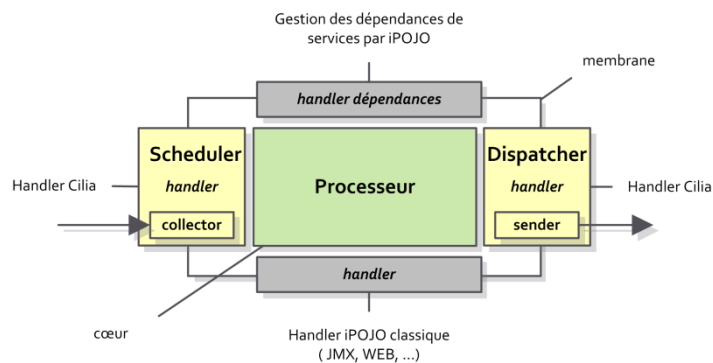 Gestion des dépendances de
services par iPOJO
membrane
handler dépendances
Scheduler
handler
Processeur
Dispatcher
handler
Handler Cilia
Handler Cilia
collector
sender
handler
cœur
Handler iPOJO classique
( JMX, WEB, ...)